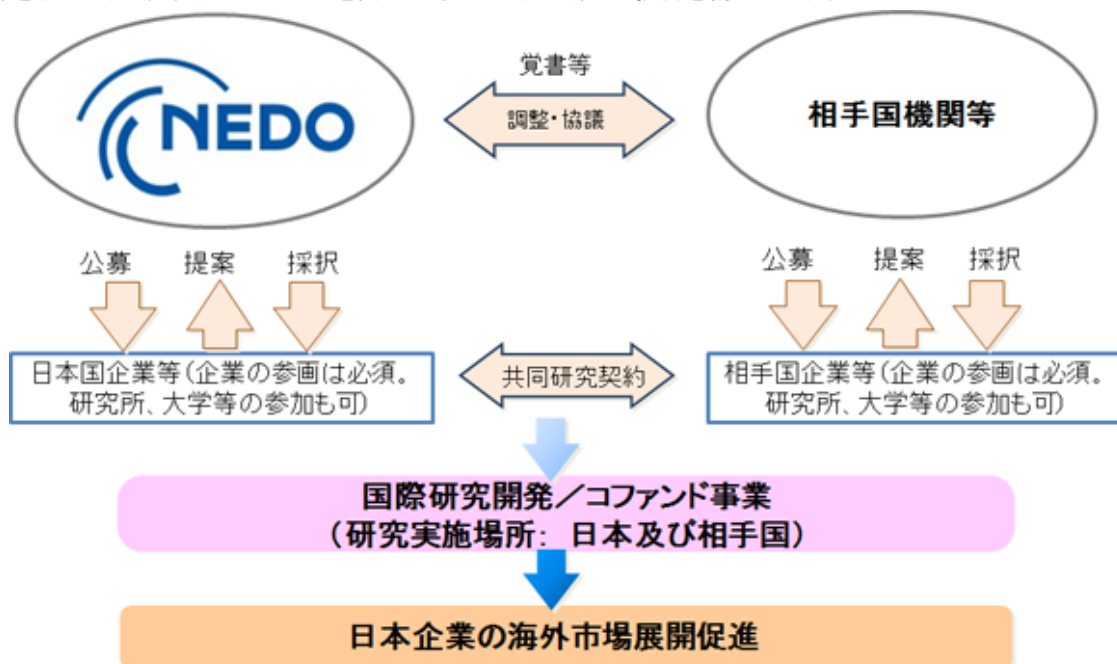 覚書等
NEDO
調整・協議
相手国機関等
公募 提案 採択
公募 提案 採択
日本国企業等（企業の参画は必須。
研究所、大学等の参加も可）
共同研究契約
相手国企業等（企業の参画は必須。
研究所、大学等の参加も可）
国際研究開発／コファンド事業
（研究実施場所： 日本及び相手国）
日本企業の海外市場展開促進